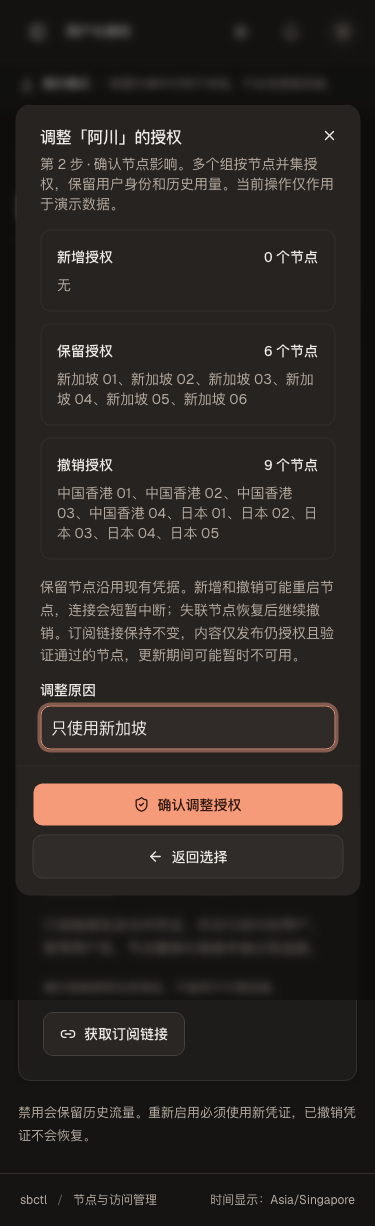 调整「阿川」的授权
第 2 步 · 确认节点影响。多个组按节点并集授
权，保留用户身份和历史用量。当前操作仅作用
于演示数据。
新增授权 0 个节点
无
保留授权 6 个节点
新加坡 01、新加坡 02、新加坡 03、新加
坡 04、新加坡 05、新加坡 06
撤销授权 9 个节点
中国香港 01、中国香港 02、中国香港
03、中国香港 04、日本 01、日本 02、日
本 03、日本 04、日本 05
保留节点沿用现有凭据。新增和撤销可能重启节
点，连接会短暂中断；失联节点恢复后继续撤
销。订阅链接保持不变，内容仅发布仍授权且验
证通过的节点，更新期间可能暂时不可用。
调整原因
只使用新加坡
确认调整授权
返回选择
获取订阅链接
禁用会保留历史流量。重新启用必须使用新凭证，已撤销凭
证不会恢复。
sbctl / 节点与访问管理 时间显示：Asia/Singapore